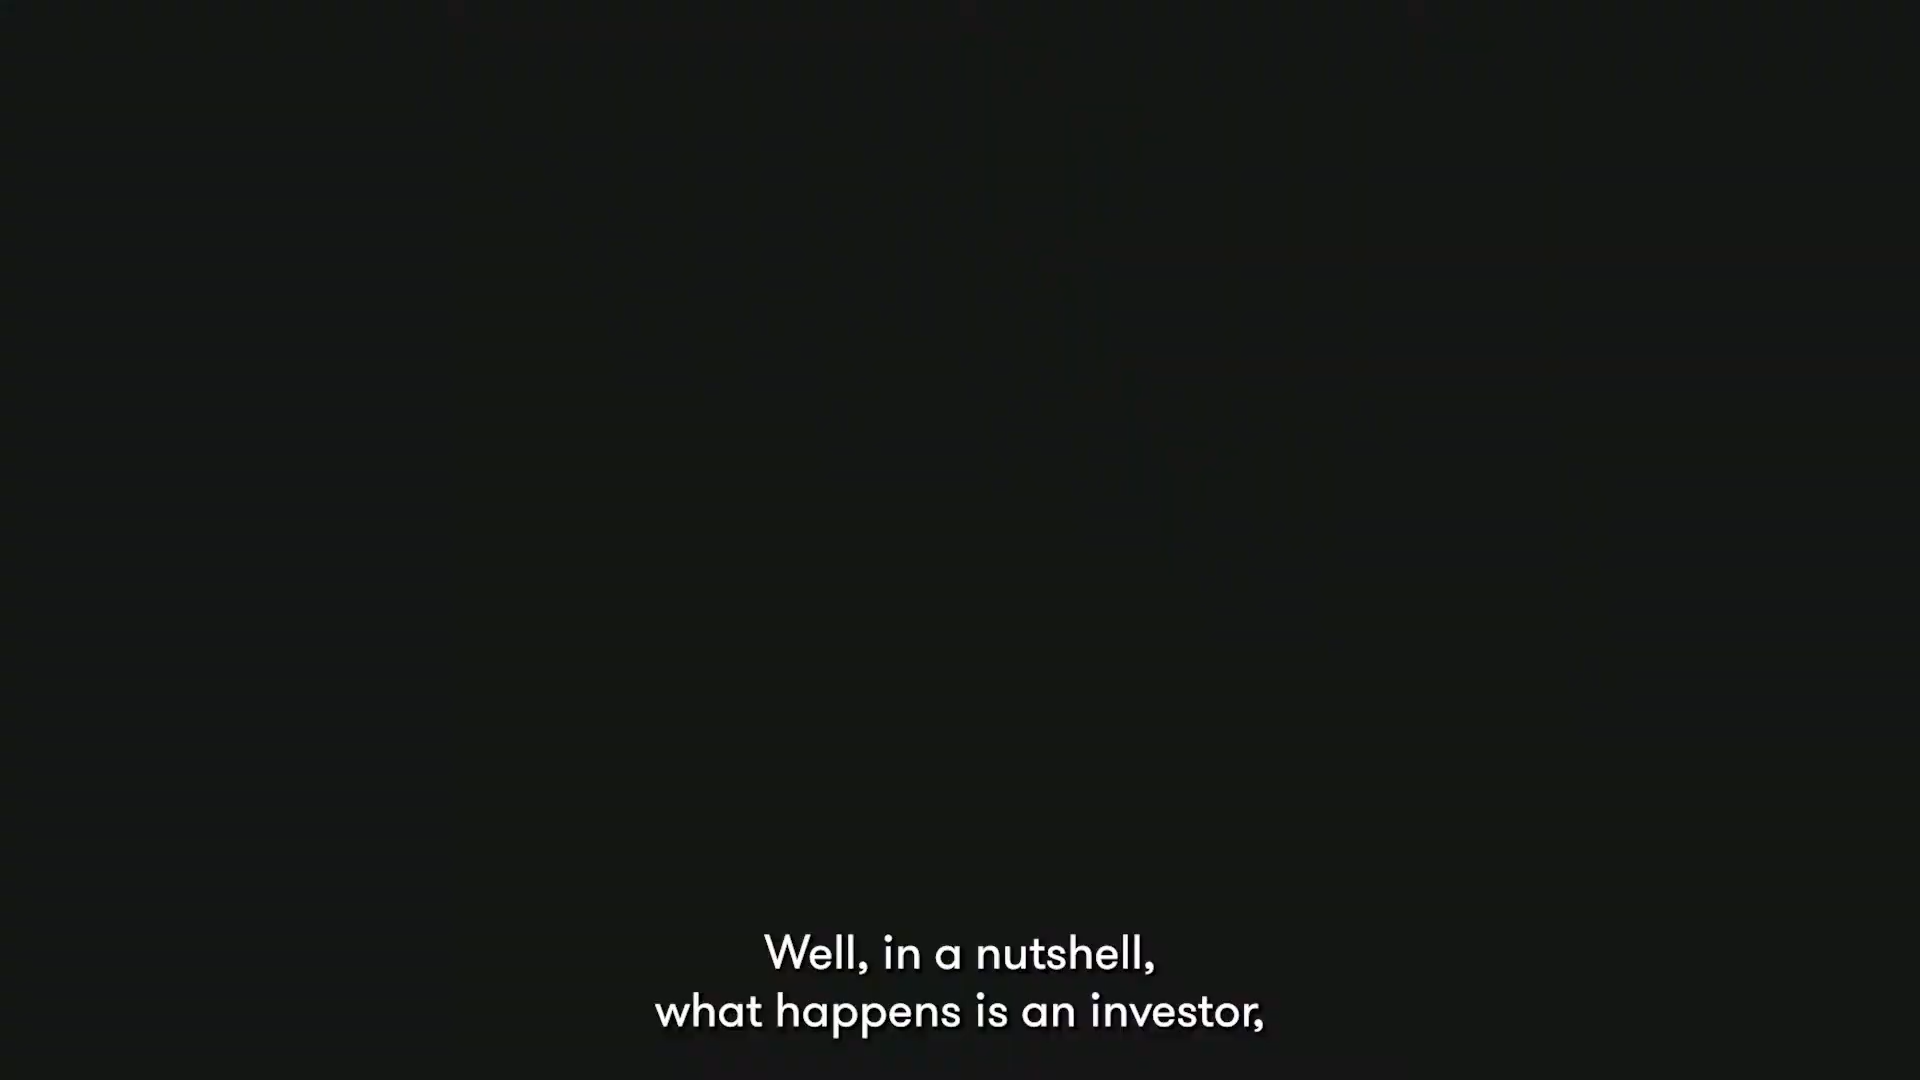 Well, in a nutshell,
what happens is an investor,